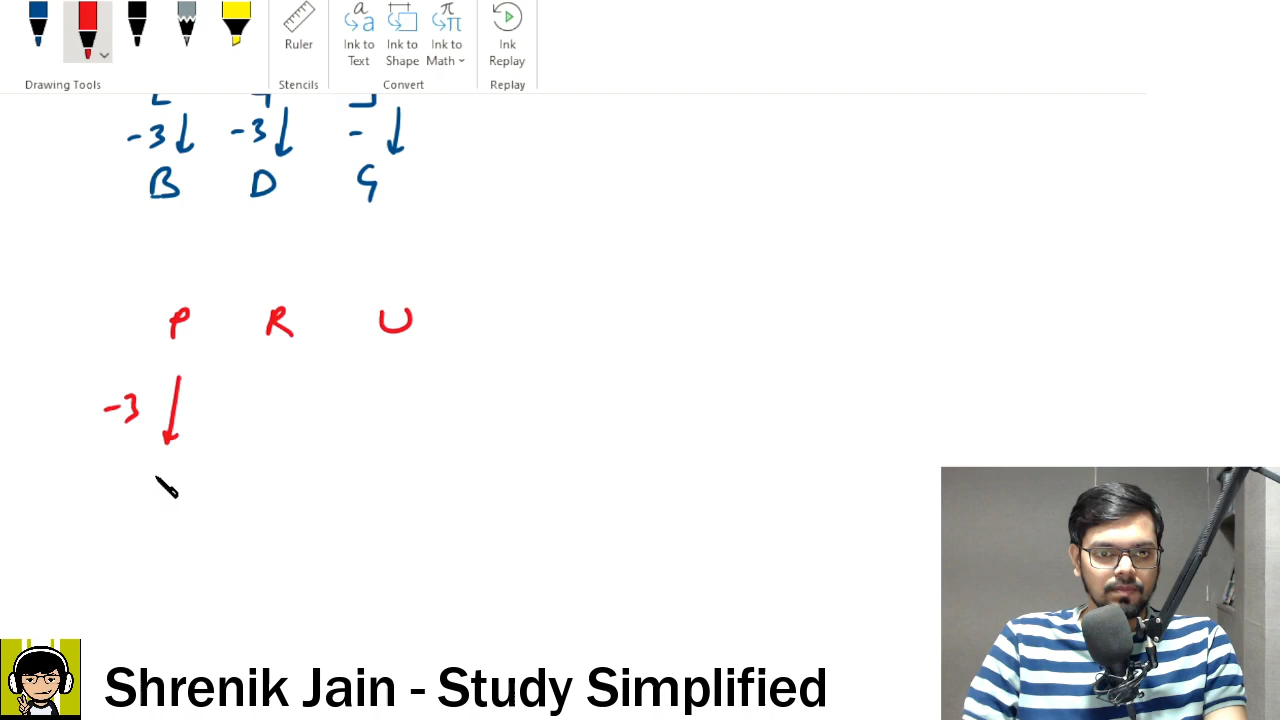 Ruler
Ink to Text
Ink to Shape
Ink to Math
Ink Replay
Drawing Tools
Stencils
Convert
Replay
-3 -3 -
B D G
P R U
-3
Shrenik Jain - Study Simplified